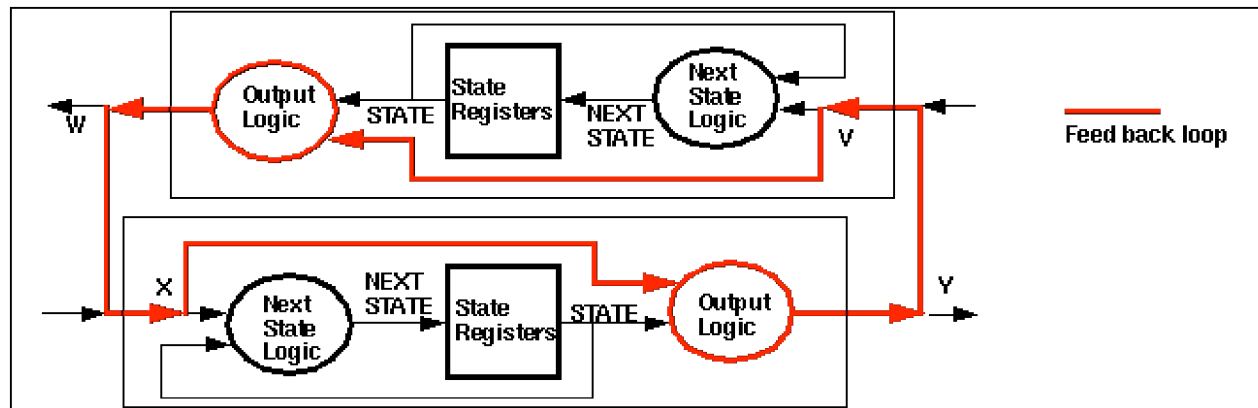 Output
Logic
STATE
State
Registers
NEXT
STATE
Next
State
Logic
W
V
Feed back loop
X
Next
State
Logic
NEXT
STATE
State
Registers
STATE
Output
Logic
Y